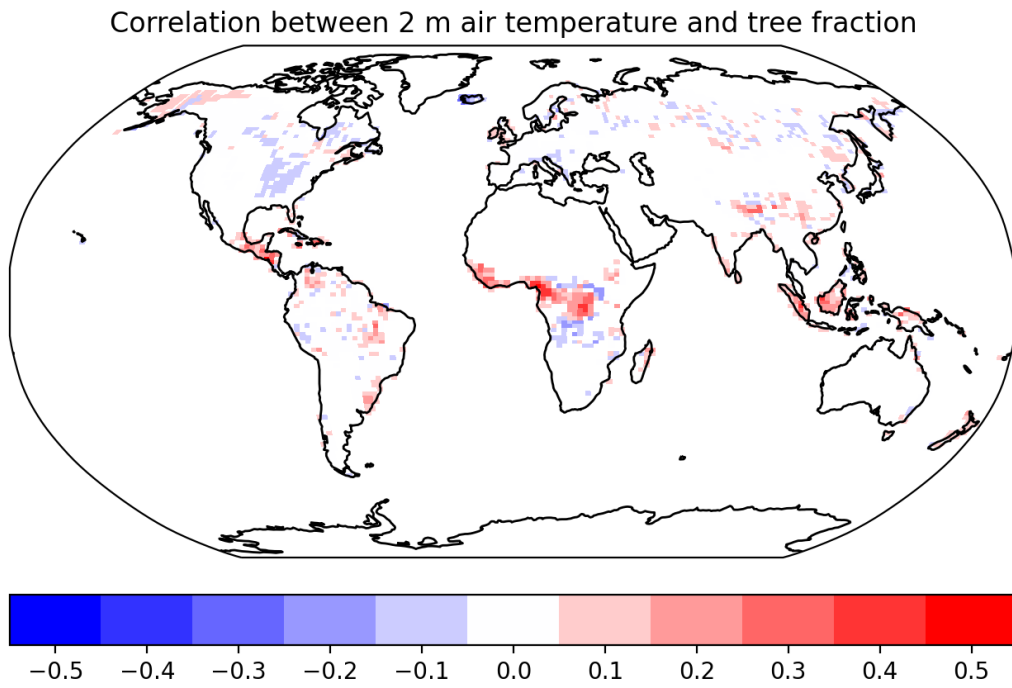 Correlation between 2 m air temperature and tree fraction
−0.5 −0.4 −0.3 −0.2 −0.1 0.0 0.1 0.2 0.3 0.4 0.5